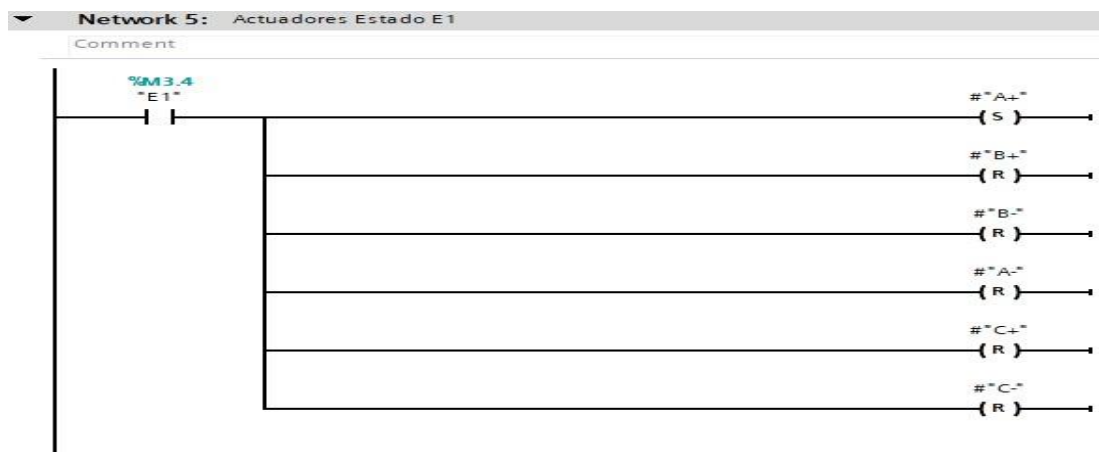 Network 5: Actuadores Estado E1
Comment
%M3.4
"E1"
#"A+"
( S )
#"B+"
( R )
#"B-"
( R )
#"A-"
( R )
#"C+"
( R )
#"C-"
( R )